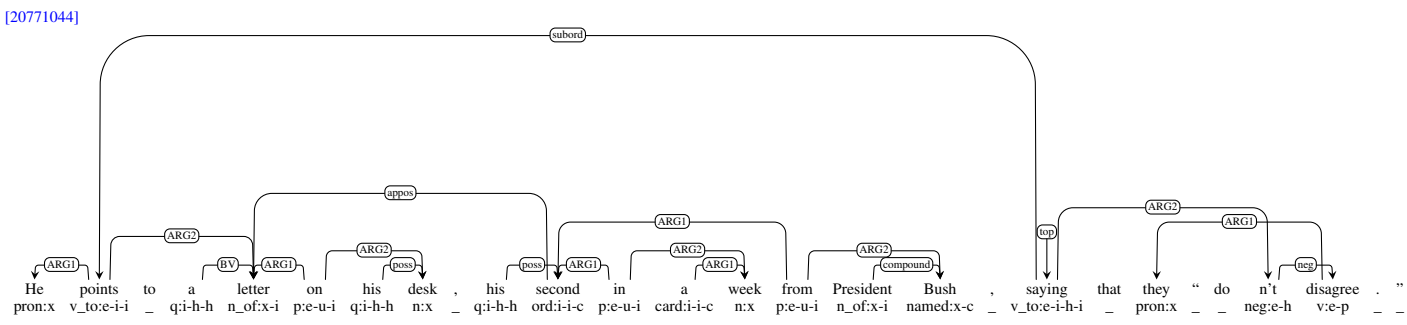 [20771044]
subord
appos
ARG1 ARG2 ARG1
top
ARG2 ARG2 ARG2 ARG2
ARG1 BV ARG1 poss poss ARG1 ARG1 compound neg
He points to a letter on his desk , his second in a week from President Bush , saying that they “ do n't disagree . ”
pron:x v_to:e-i-i _ q:i-h-h n_of:x-i p:e-u-i q:i-h-h n:x _ q:i-h-h ord:i-i-c p:e-u-i card:i-i-c n:x p:e-u-i n_of:x-i named:x-c _ v_to:e-i-h-i _ pron:x _ _ neg:e-h v:e-p _ _